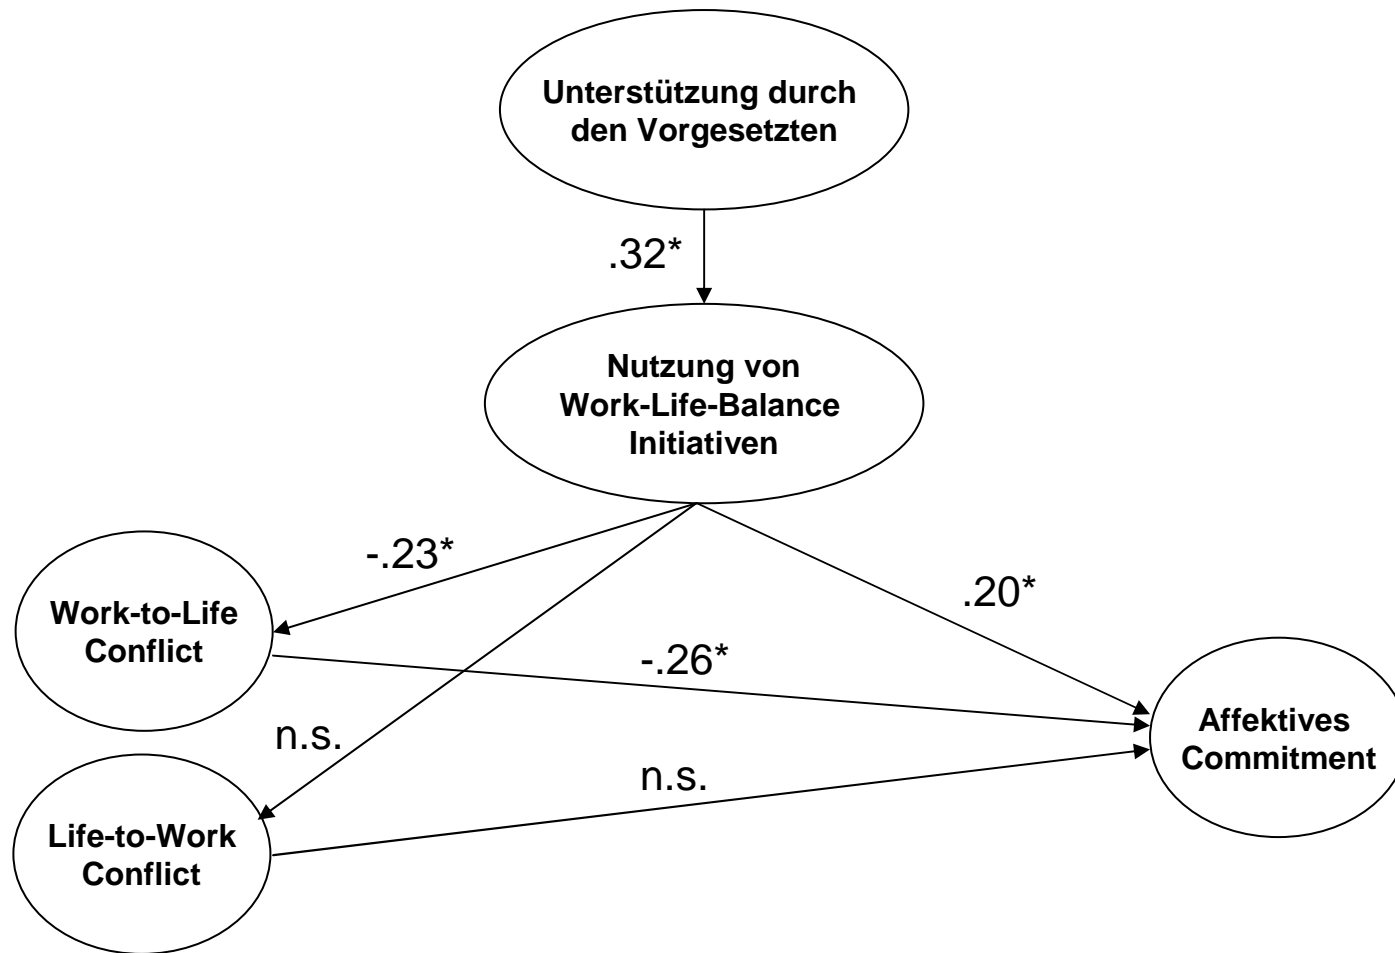 Unterstützung durch
den Vorgesetzten
.32*
Nutzung von
Work-Life-Balance
Initiativen
-.23*
.20*
Work-to-Life
Conflict
-.26*
n.s.
Affektives
Commitment
n.s.
Life-to-Work
Conflict